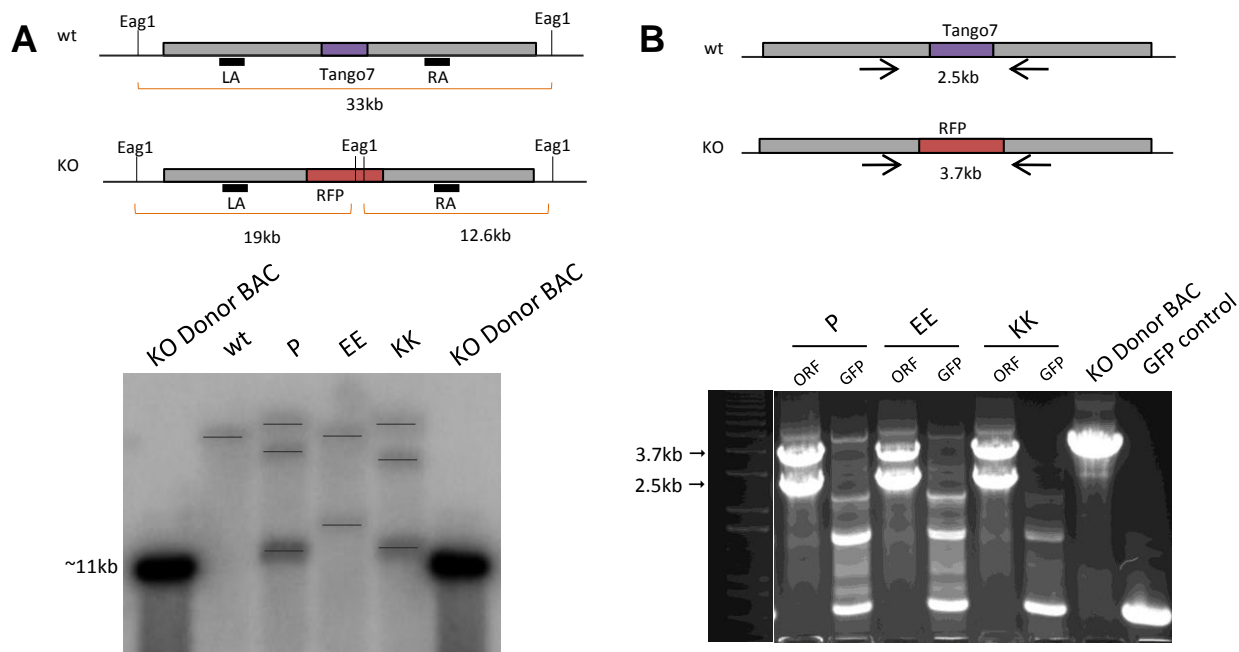 A
wt
Eag1
Eag1
LA
Tango7
RA
33kb
KO
Eag1
Eag1
Eag1
LA
RFP
RA
19kb
12.6kb
KO Donor BAC
wt
P
EE
KK
KO Donor BAC
~11kb
B
wt
Tango7
2.5kb
KO
RFP
3.7kb
P
EE
KK
ORF
GFP
ORF
GFP
ORF
GFP
KO Donor BAC
GFP control
3.7kb →
2.5kb →